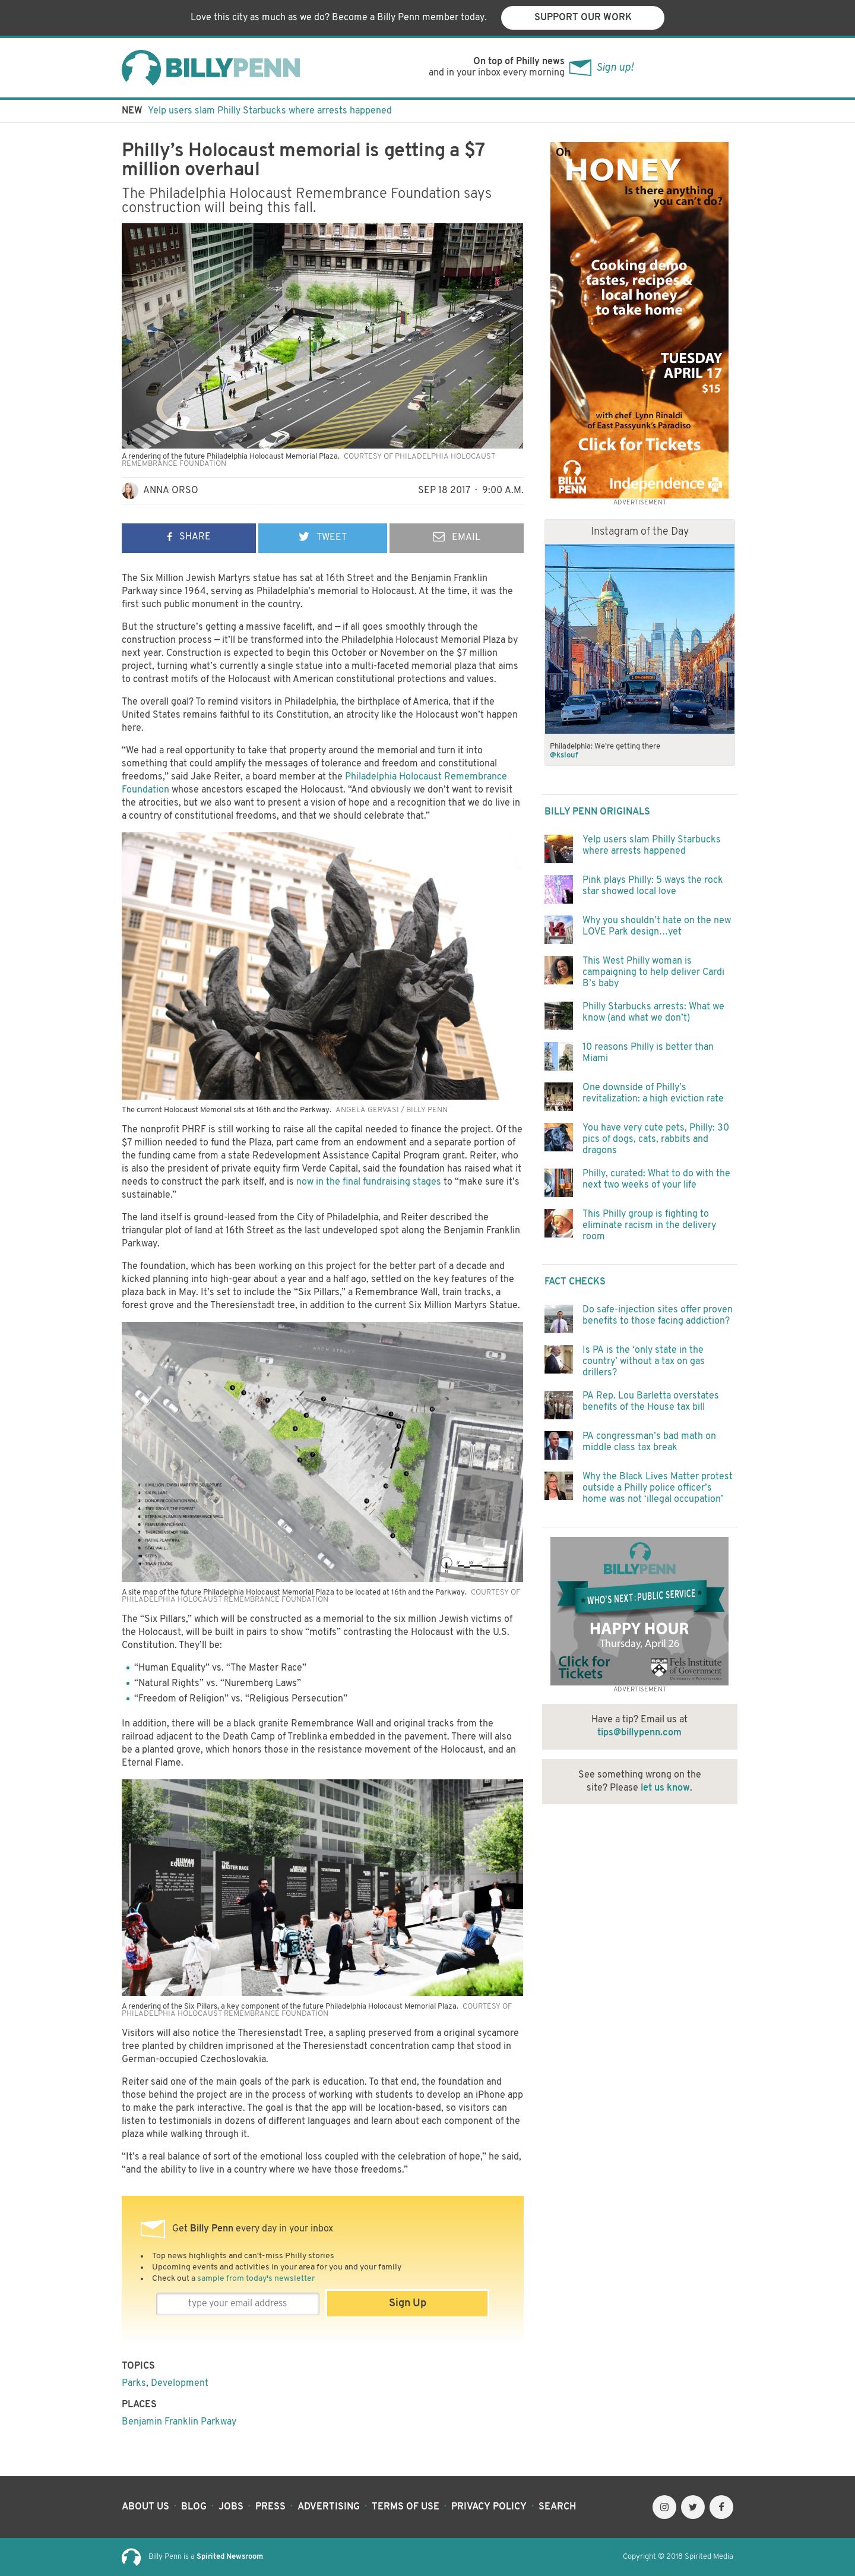 Love this city as much as we do? Become a Billy Penn member today.
SUPPORT OUR WORK
BILLYPENN
On top of Philly news
and in your inbox every morning
Sign up!
NEW Yelp users slam Philly Starbucks where arrests happened
Philly’s Holocaust memorial is getting a $7
million overhaul
The Philadelphia Holocaust Remembrance Foundation says
construction will being this fall.
A rendering of the future Philadelphia Holocaust Memorial Plaza. COURTESY OF PHILADELPHIA HOLOCAUST
REMEMBRANCE FOUNDATION
ANNA ORSO
SEP 18 2017 · 9:00 A.M.
SHARE
TWEET
EMAIL
The Six Million Jewish Martyrs statue has sat at 16th Street and the Benjamin Franklin
Parkway since 1964, serving as Philadelphia’s memorial to Holocaust. At the time, it was the
first such public monument in the country.
But the structure’s getting a massive facelift, and — if all goes smoothly through the
construction process — it’ll be transformed into the Philadelphia Holocaust Memorial Plaza by
next year. Construction is expected to begin this October or November on the $7 million
project, turning what’s currently a single statue into a multi-faceted memorial plaza that aims
to contrast motifs of the Holocaust with American constitutional protections and values.
The overall goal? To remind visitors in Philadelphia, the birthplace of America, that if the
United States remains faithful to its Constitution, an atrocity like the Holocaust won’t happen
here.
“We had a real opportunity to take that property around the memorial and turn it into
something that could amplify the messages of tolerance and freedom and constitutional
freedoms,” said Jake Reiter, a board member at the Philadelphia Holocaust Remembrance
Foundation whose ancestors escaped the Holocaust. “And obviously we don’t want to revisit
the atrocities, but we also want to present a vision of hope and a recognition that we do live in
a country of constitutional freedoms, and that we should celebrate that.”
The current Holocaust Memorial sits at 16th and the Parkway. ANGELA GERVASI / BILLY PENN
The nonprofit PHRF is still working to raise all the capital needed to finance the project. Of the
$7 million needed to fund the Plaza, part came from an endowment and a separate portion of
the funding came from a state Redevelopment Assistance Capital Program grant. Reiter, who
is also the president of private equity firm Verde Capital, said the foundation has raised what it
needs to construct the park itself, and is now in the final fundraising stages to “make sure it’s
sustainable.”
The land itself is ground-leased from the City of Philadelphia, and Reiter described the
triangular plot of land at 16th Street as the last undeveloped spot along the Benjamin Franklin
Parkway.
The foundation, which has been working on this project for the better part of a decade and
kicked planning into high-gear about a year and a half ago, settled on the key features of the
plaza back in May. It’s set to include the “Six Pillars,” a Remembrance Wall, train tracks, a
forest grove and the Theresienstadt tree, in addition to the current Six Million Martyrs Statue.
ARCH STREET
A site map of the future Philadelphia Holocaust Memorial Plaza to be located at 16th and the Parkway. COURTESY OF
PHILADELPHIA HOLOCAUST REMEMBRANCE FOUNDATION
The “Six Pillars,” which will be constructed as a memorial to the six million Jewish victims of
the Holocaust, will be built in pairs to show “motifs” contrasting the Holocaust with the U.S.
Constitution. They’ll be:
“Human Equality” vs. “The Master Race”
“Natural Rights” vs. “Nuremberg Laws”
“Freedom of Religion” vs. “Religious Persecution”
In addition, there will be a black granite Remembrance Wall and original tracks from the
railroad adjacent to the Death Camp of Treblinka embedded in the pavement. There will also
be a planted grove, which honors those in the resistance movement of the Holocaust, and an
Eternal Flame.
HUMAN
EQUALITY
THE
MASTER RACE
A rendering of the Six Pillars, a key component of the future Philadelphia Holocaust Memorial Plaza. COURTESY OF
PHILADELPHIA HOLOCAUST REMEMBRANCE FOUNDATION
Visitors will also notice the Theresienstadt Tree, a sapling preserved from a original sycamore
tree planted by children imprisoned at the Theresienstadt concentration camp that stood in
German-occupied Czechoslovakia.
Reiter said one of the main goals of the park is education. To that end, the foundation and
those behind the project are in the process of working with students to develop an iPhone app
to make the park interactive. The goal is that the app will be location-based, so visitors can
listen to testimonials in dozens of different languages and learn about each component of the
plaza while walking through it.
“It’s a real balance of sort of the emotional loss coupled with the celebration of hope,” he said,
“and the ability to live in a country where we have those freedoms.”
Get Billy Penn every day in your inbox
Top news highlights and can't-miss Philly stories
Upcoming events and activities in your area for you and your family
Check out a sample from today's newsletter
type your email address
Sign Up
TOPICS
Parks, Development
PLACES
Benjamin Franklin Parkway
Oh
HONEY
Is there anything
you can't do?
Cooking demo
tastes, recipes &
local honey
to take home
TUESDAY
APRIL 17
$15
with chef Lynn Rinaldi
of East Passyunk's Paradiso
Click for Tickets
BILLY
PENN
Independence
ADVERTISEMENT
Instagram of the Day
Philadelphia: We're getting there
@kslouf
BILLY PENN ORIGINALS
Yelp users slam Philly Starbucks
where arrests happened
Pink plays Philly: 5 ways the rock
star showed local love
Why you shouldn’t hate on the new
LOVE Park design…yet
This West Philly woman is
campaigning to help deliver Cardi
B’s baby
Philly Starbucks arrests: What we
know (and what we don’t)
10 reasons Philly is better than
Miami
One downside of Philly’s
revitalization: a high eviction rate
You have very cute pets, Philly: 30
pics of dogs, cats, rabbits and
dragons
Philly, curated: What to do with the
next two weeks of your life
This Philly group is fighting to
eliminate racism in the delivery
room
FACT CHECKS
Do safe-injection sites offer proven
benefits to those facing addiction?
Is PA is the ‘only state in the
country’ without a tax on gas
drillers?
PA Rep. Lou Barletta overstates
benefits of the House tax bill
PA congressman’s bad math on
middle class tax break
Why the Black Lives Matter protest
outside a Philly police officer’s
home was not ‘illegal occupation’
BILLYPENN
WHO'S NEXT: PUBLIC SERVICE
HAPPY HOUR
Thursday, April 26
Click for
Tickets
Fels Institute
of Government
ADVERTISEMENT
Have a tip? Email us at
tips@billypenn.com
See something wrong on the
site? Please let us know.
ABOUT US · BLOG · JOBS · PRESS · ADVERTISING · TERMS OF USE · PRIVACY POLICY · SEARCH
Billy Penn is a Spirited Newsroom
Copyright © 2018 Spirited Media